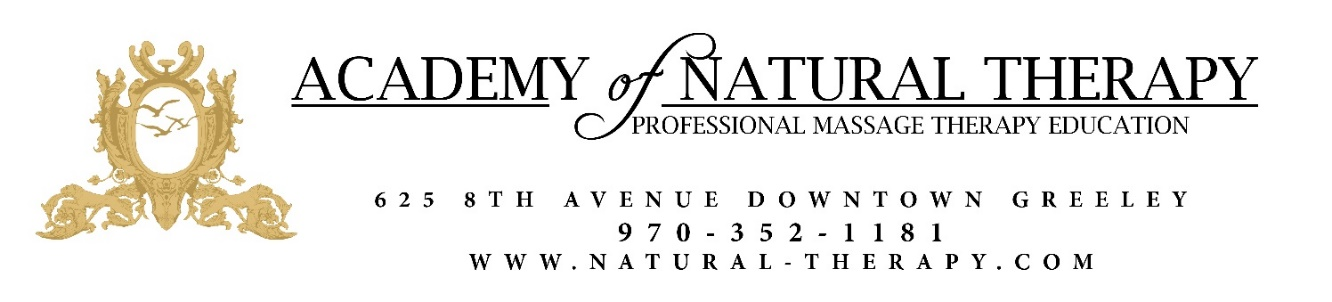 ACADEMY of NATURAL THERAPY
PROFESSIONAL MASSAGE THERAPY EDUCATION
625 8TH AVENUE DOWNTOWN GREELEY
970-352-1181
WWW.NATURAL-THERAPY.COM